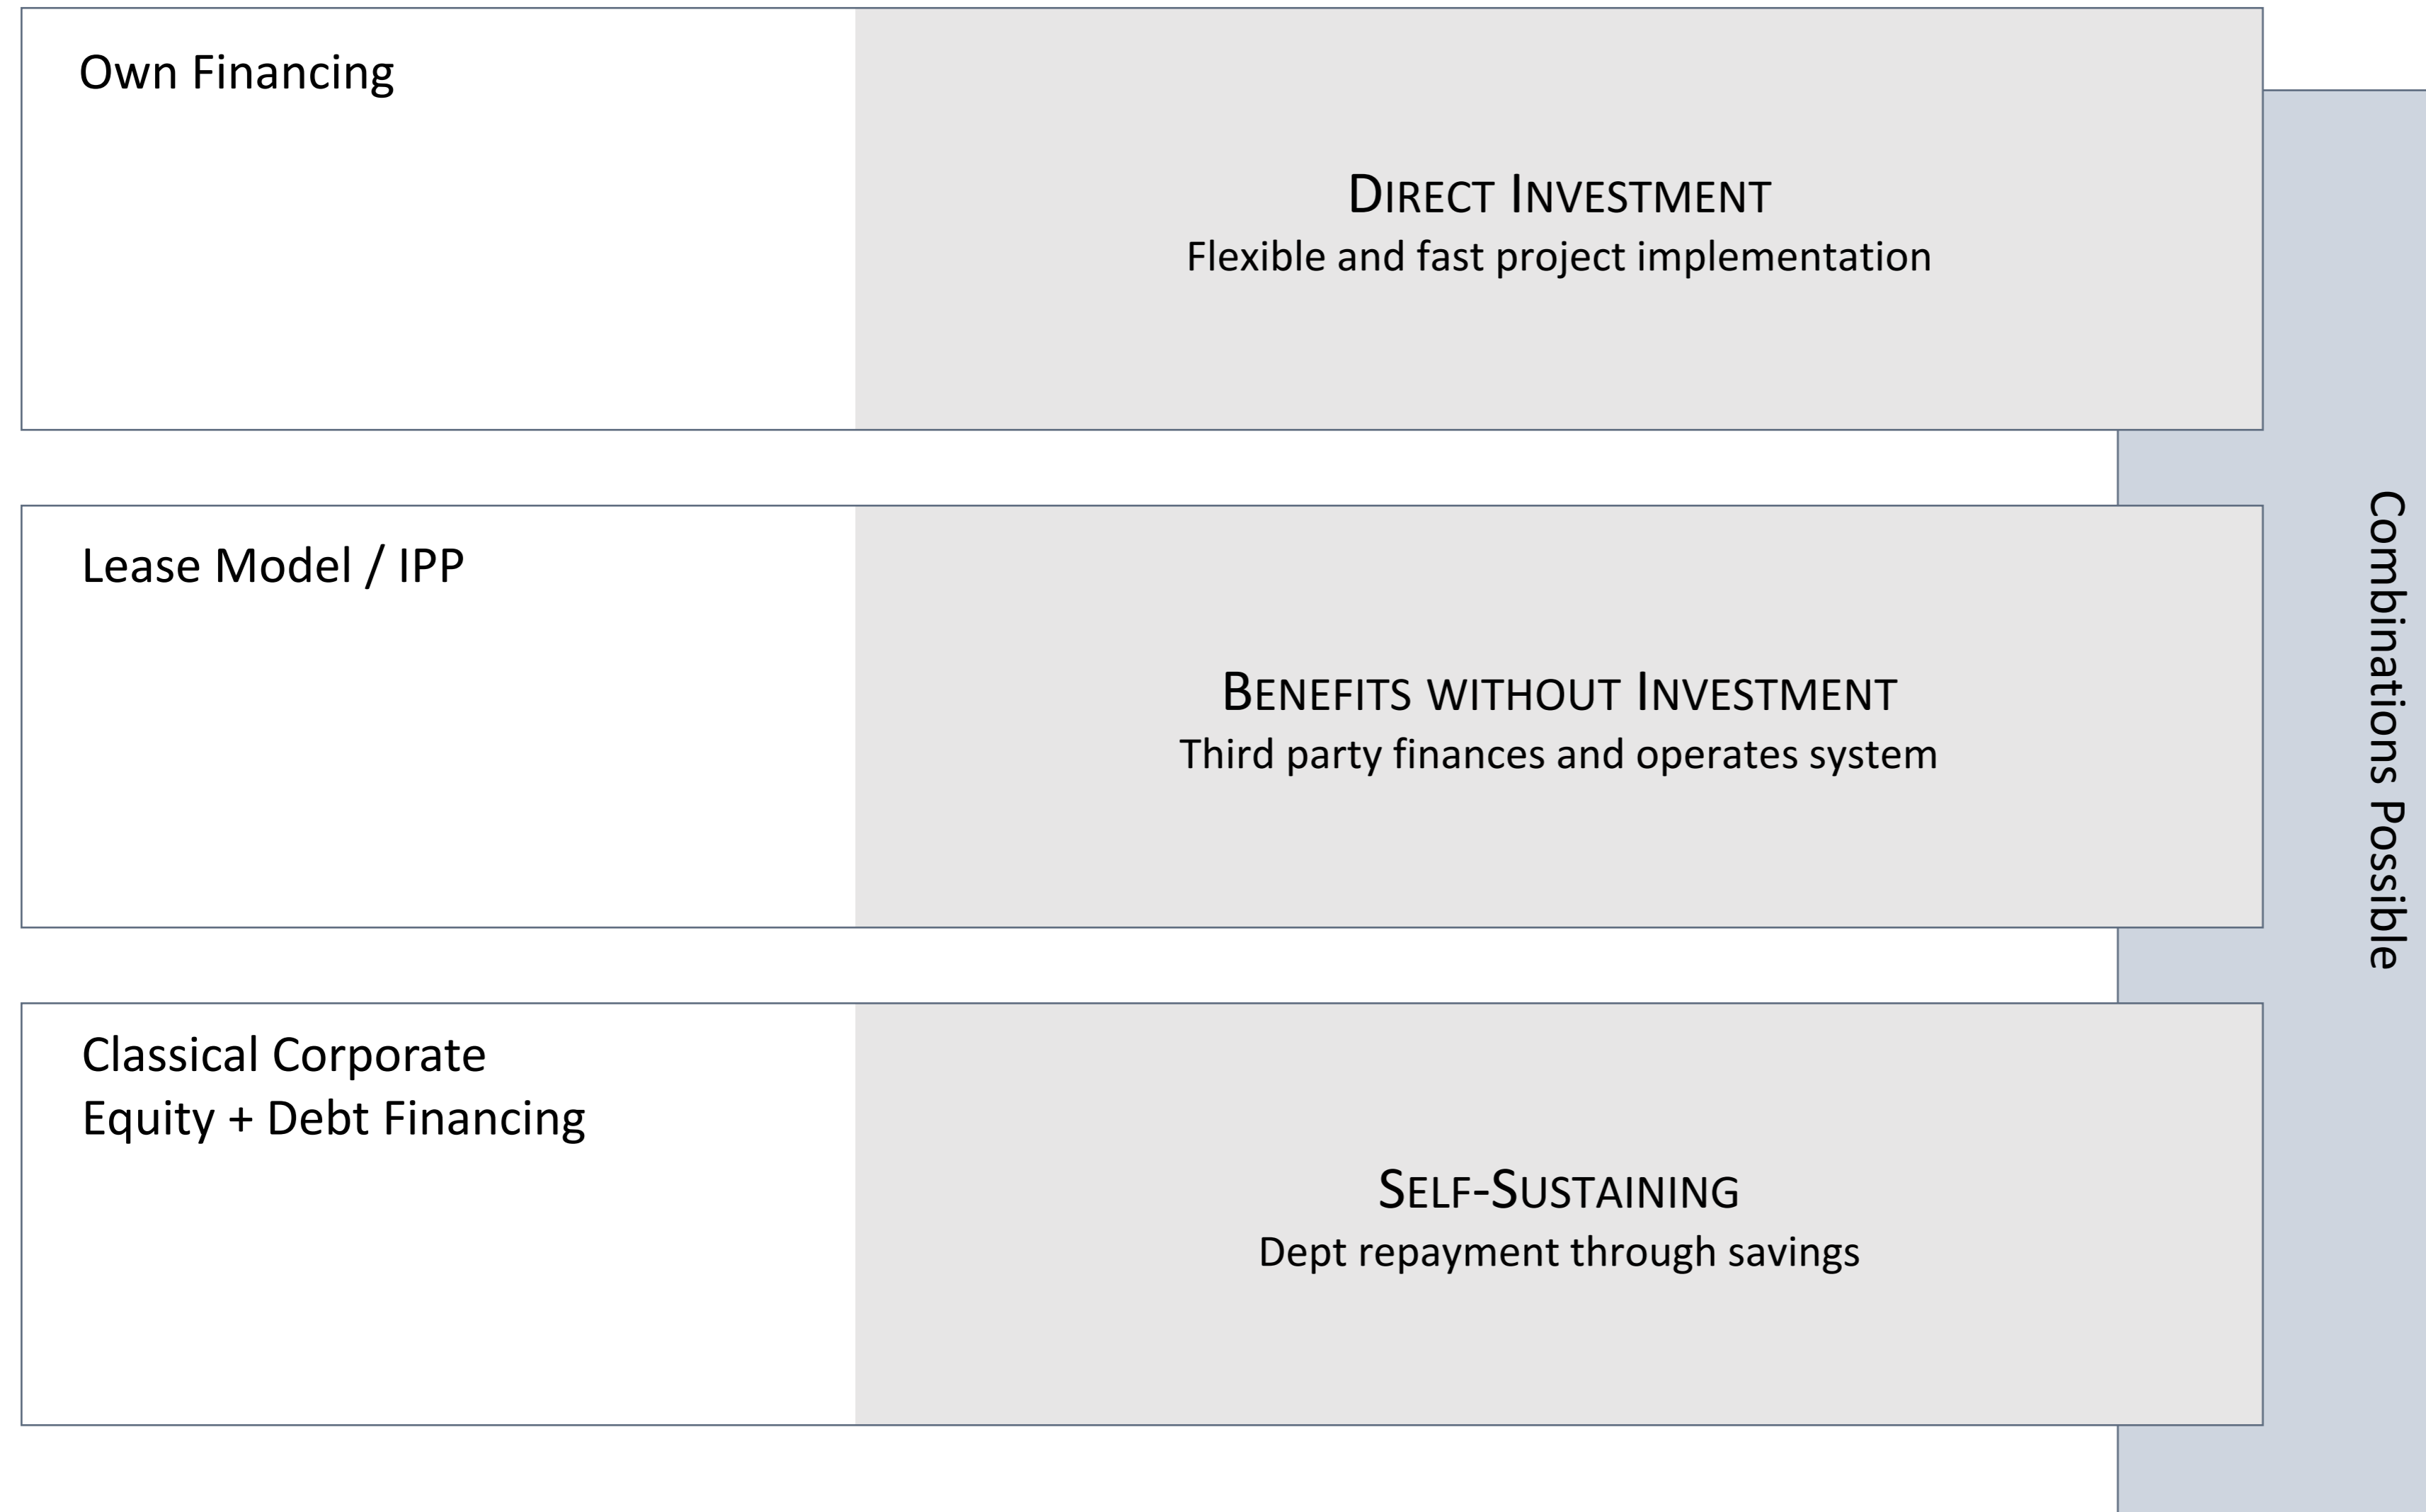 Own Financing
DIRECT INVESTMENT
Flexible and fast project implementation
Lease Model / IPP
BENEFITS WITHOUT INVESTMENT
Third party finances and operates system
Classical Corporate
Equity + Debt Financing
SELF-SUSTAINING
Dept repayment through savings
Combinations Possible